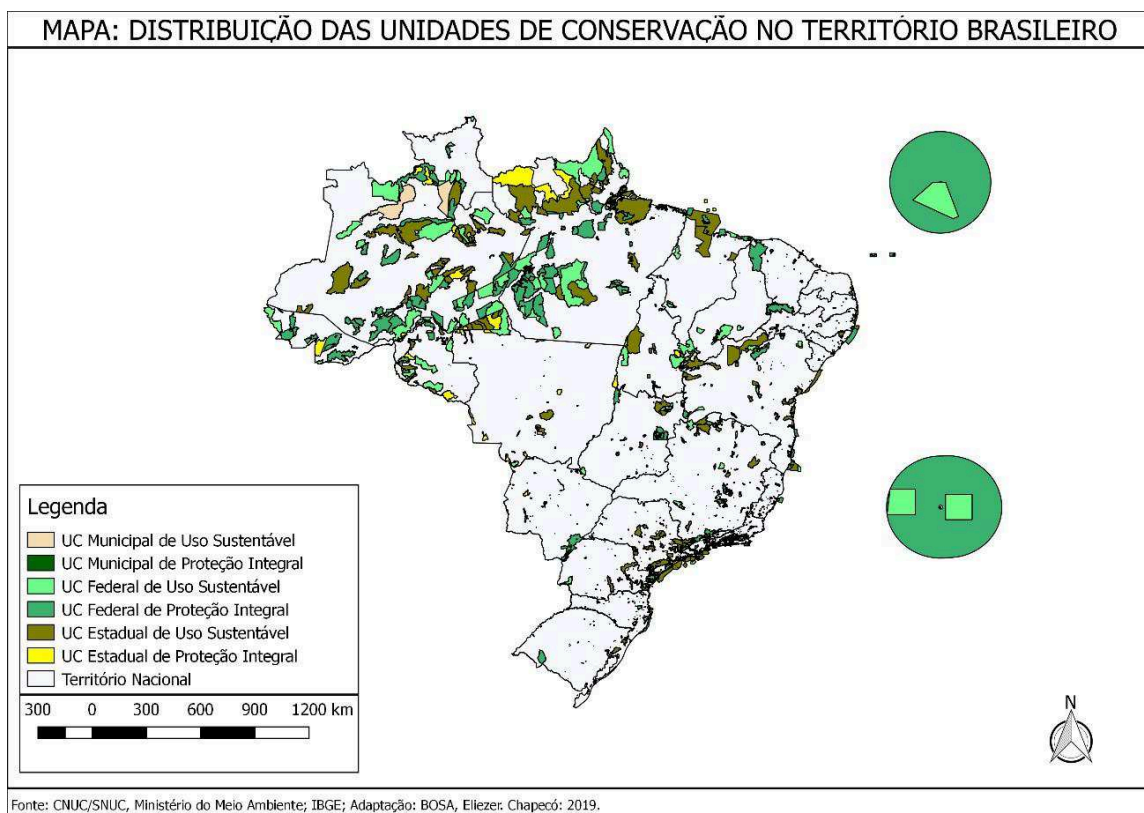 MAPA: DISTRIBUIÇÃO DAS UNIDADES DE CONSERVAÇÃO NO TERRITÓRIO BRASILEIRO
Legenda
UC Municipal de Uso Sustentável
UC Municipal de Proteção Integral
UC Federal de Uso Sustentável
UC Federal de Proteção Integral
UC Estadual de Uso Sustentável
UC Estadual de Proteção Integral
Território Nacional
300 0 300 600 900 1200 km
N
Fonte: CNUC/SNUC, Ministério do Meio Ambiente; IBGE; Adaptação: BOSA, Eliezer. Chapecó: 2019.